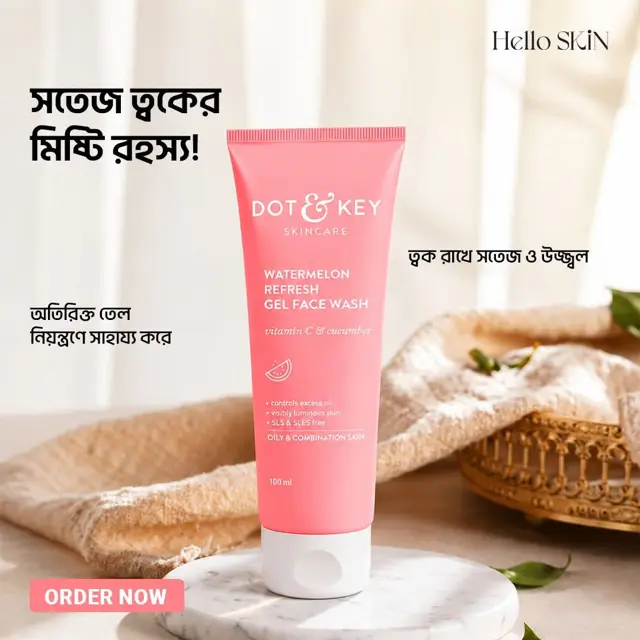 Hello SKiN
সতেজ ত্বকের
মিষ্টি রহস্য!
DOT & KEY
SKINCARE
ত্বক রাখে সতেজ ও উজ্জ্বল
WATERMELON
REFRESH
GEL FACE WASH
vitamin C & cucumber
অতিরিক্ত তেল
নিয়ন্ত্রণে সাহায্য করে
• controls excess oil
• visibly luminous skin
• SLS & SLES free
OILY & COMBINATION SKIN
100 ml
ORDER NOW